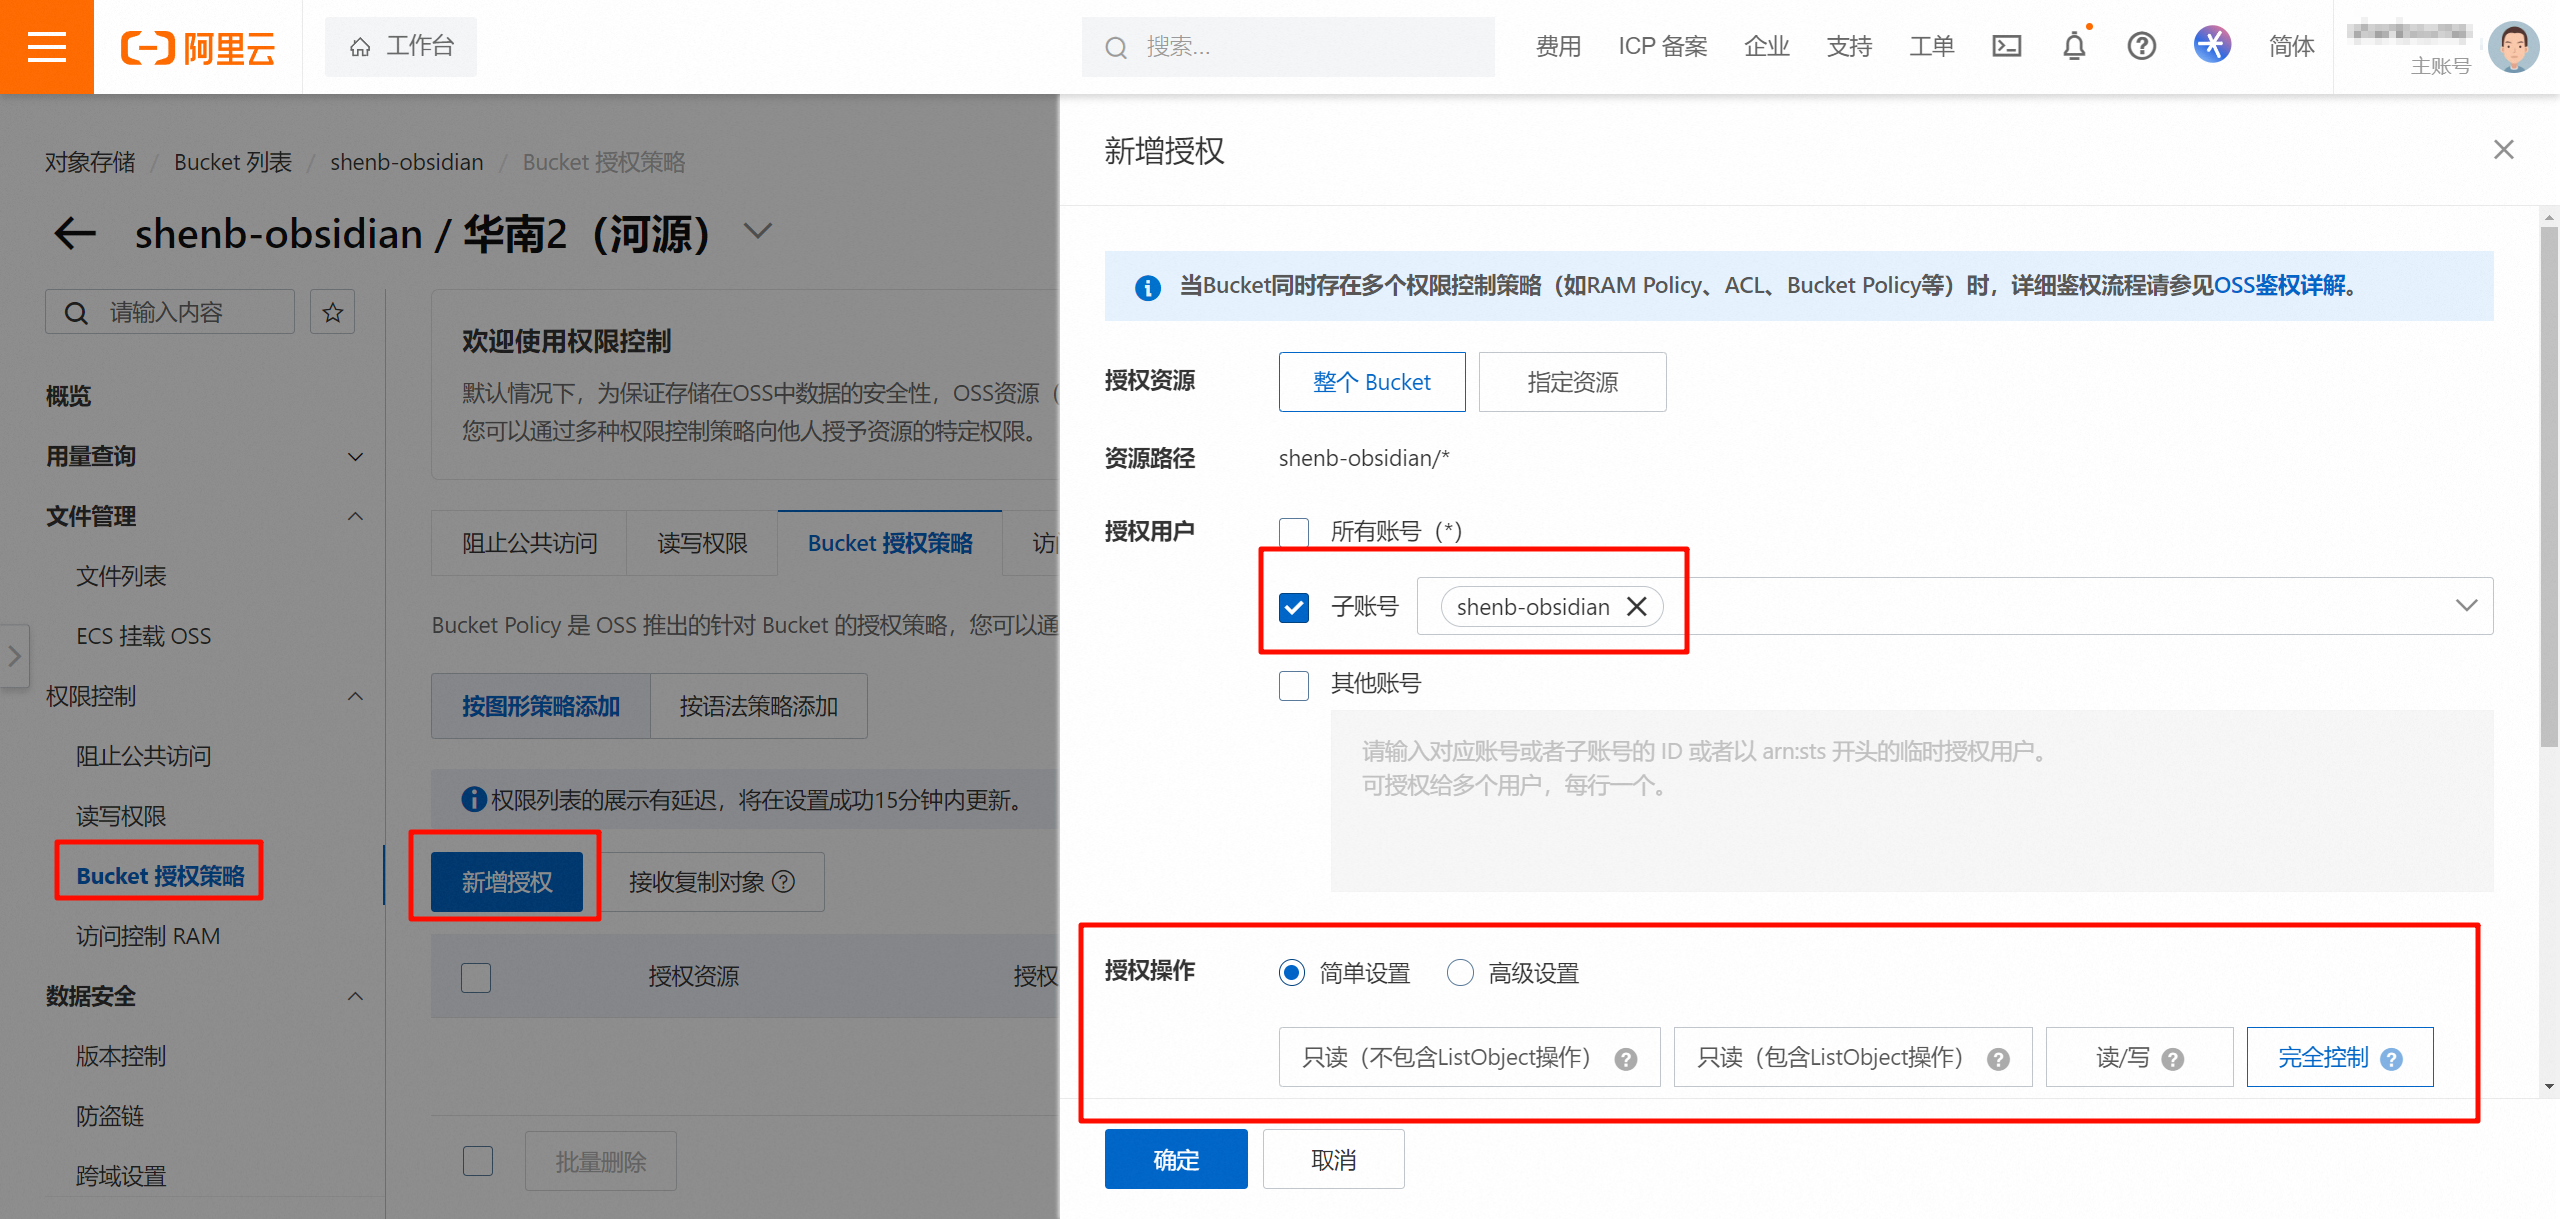 阿里云
工作台
搜索...
费用
ICP 备案
企业
支持
工单
简体
主账号
对象存储 / Bucket 列表 / shenb-obsidian / Bucket 授权策略
shenb-obsidian / 华南2（河源）
请输入内容
概览
用量查询
文件管理
文件列表
ECS 挂载 OSS
权限控制
阻止公共访问
读写权限
Bucket 授权策略
访问控制 RAM
数据安全
版本控制
防盗链
跨域设置
欢迎使用权限控制
默认情况下，为保证存储在OSS中数据的安全性，OSS资源（
您可以通过多种权限控制策略向他人授予资源的特定权限。
阻止公共访问
读写权限
Bucket 授权策略
访
Bucket Policy 是 OSS 推出的针对 Bucket 的授权策略，您可以通
按图形策略添加
按语法策略添加
权限列表的展示有延迟，将在设置成功15分钟内更新。
新增授权
接收复制对象
授权资源
授权
批量删除
新增授权
当Bucket同时存在多个权限控制策略（如RAM Policy、ACL、Bucket Policy等）时，详细鉴权流程请参见OSS鉴权详解。
授权资源
整个 Bucket
指定资源
资源路径
shenb-obsidian/*
授权用户
所有账号（*）
子账号
shenb-obsidian
其他账号
请输入对应账号或者子账号的 ID 或者以 arn:sts 开头的临时授权用户。
可授权给多个用户，每行一个。
授权操作
简单设置
高级设置
只读（不包含ListObject操作）
只读（包含ListObject操作）
读/写
完全控制
确定
取消